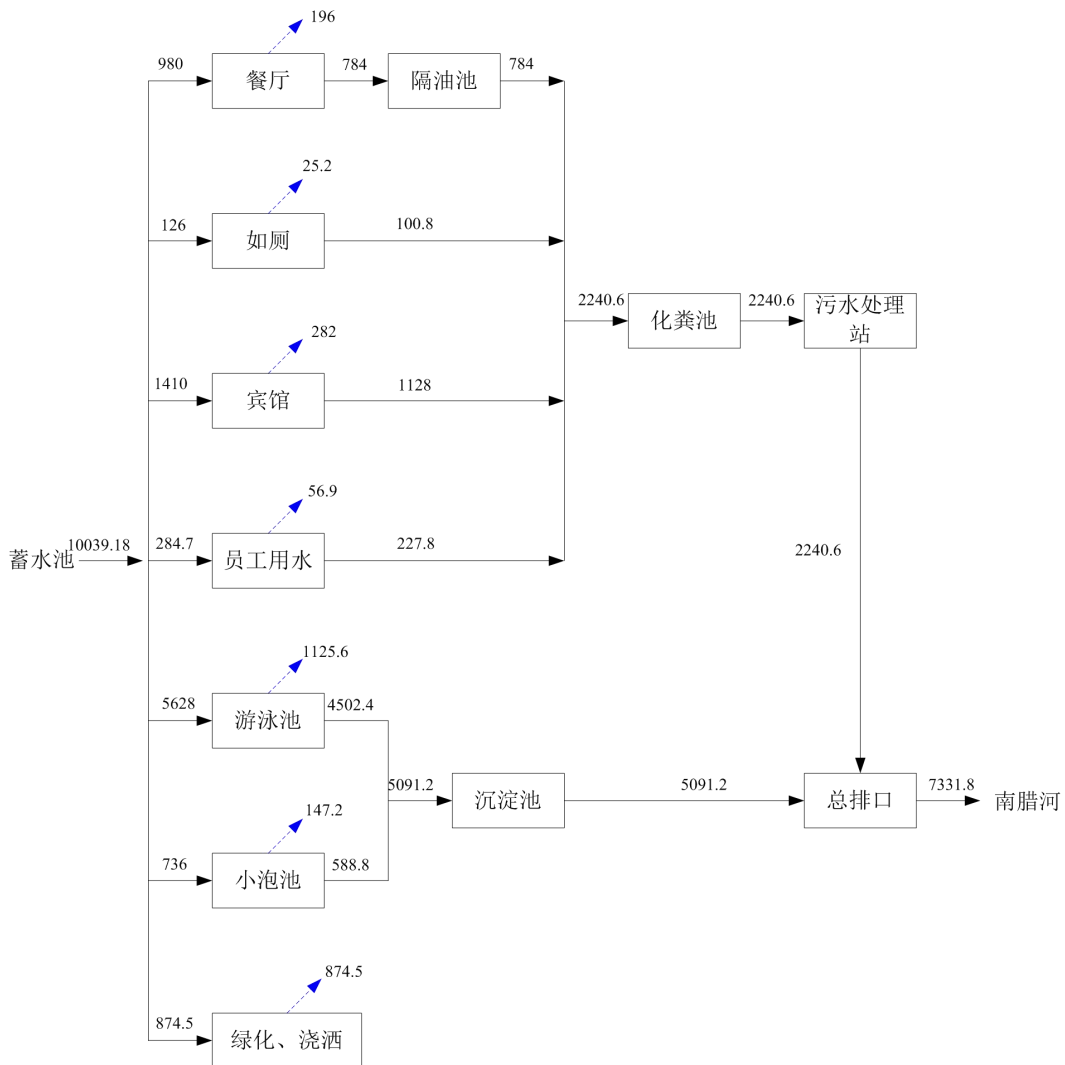 196
980
餐厅
784
隔油池
784
25.2
126
如厕
100.8
282
1410
宾馆
1128
2240.6
化粪池
2240.6
污水处理
站
56.9
蓄水池
10039.18
284.7
员工用水
227.8
2240.6
1125.6
5628
游泳池
4502.4
147.2
736
小泡池
588.8
5091.2
沉淀池
5091.2
总排口
7331.8
南腊河
874.5
874.5
绿化、浇洒